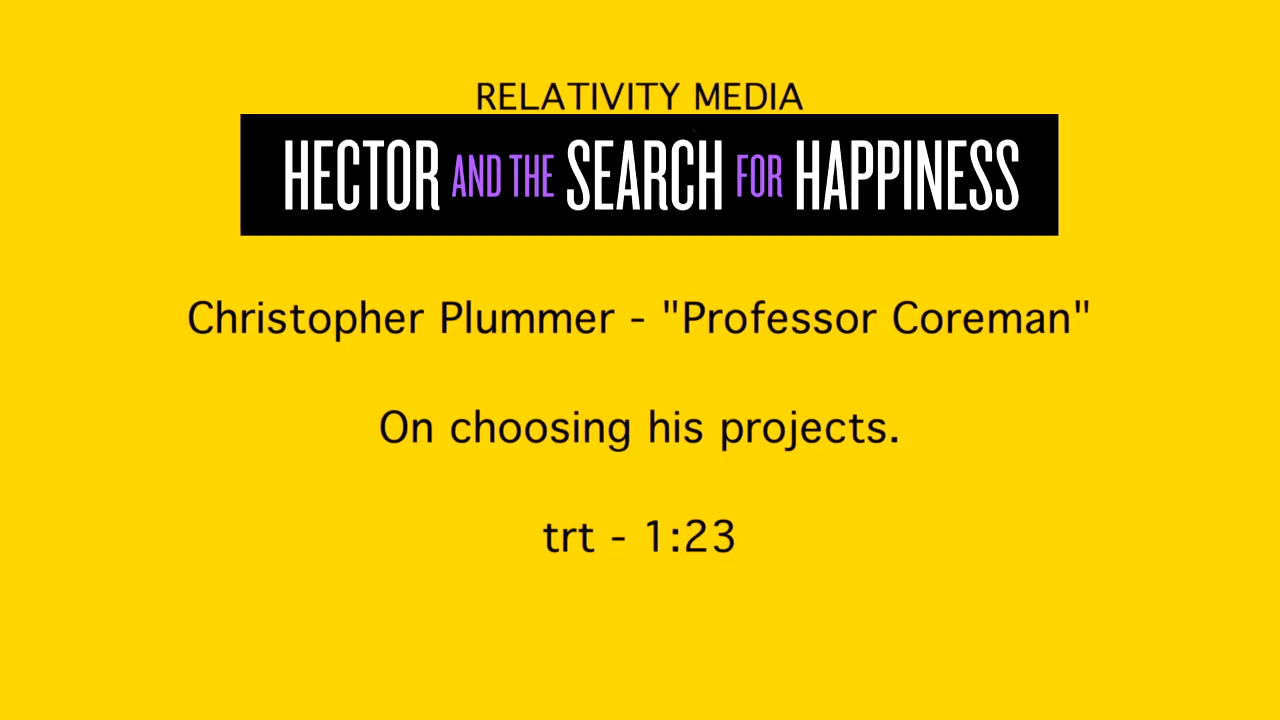 RELATIVITY MEDIA
HECTOR AND THE SEARCH FOR HAPPINESS
Christopher Plummer - "Professor Coreman"
On choosing his projects.
trt - 1:23